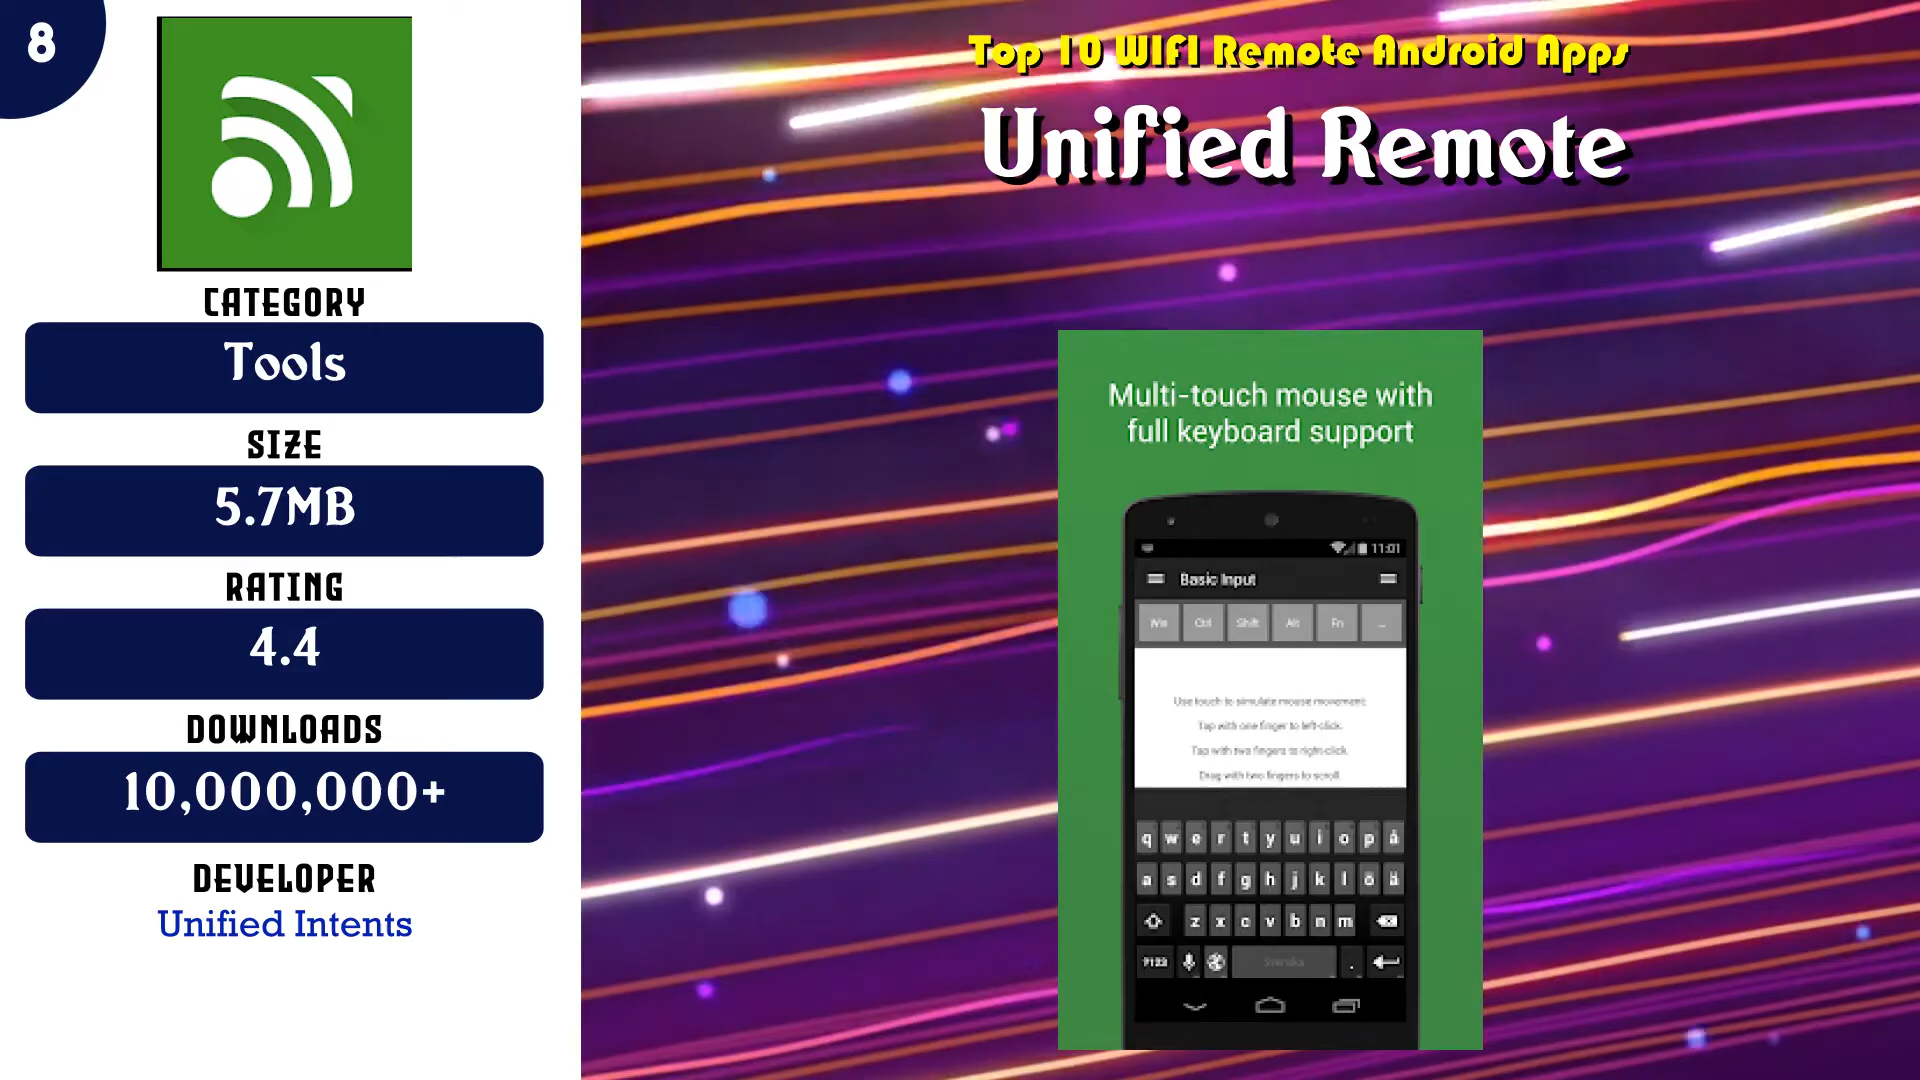 8
CATEGORY
Tools
SIZE
5.7MB
RATING
4.4
DOWNLOADS
10,000,000+
DEVELOPER
Unified Intents
Top 10 WIFI Remote Android Apps
Unified Remote
Multi-touch mouse with
full keyboard support
11:01
Basic Input
Win Ctrl Shift Alt Fn ...
Use touch to simulate mouse movement.
Tap with one finger to left-click.
Tap with two fingers to right-click.
Drag with two fingers to scroll.
q w e r t y u i o p å
a s d f g h j k l ö ä
z x c v b n m
?123 Svenska .